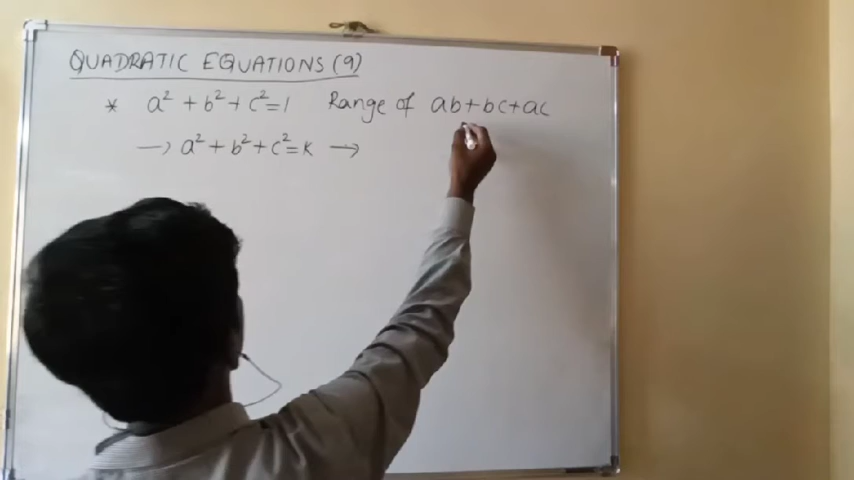 QUADRATIC EQUATIONS (9)
* a² + b² + c² = 1 Range of ab+bc+ac
→ a² + b² + c² = K →